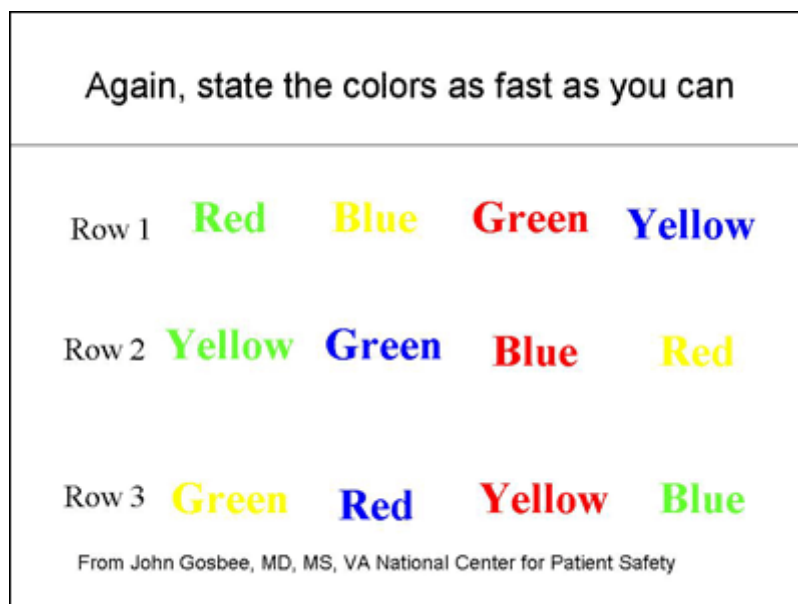 Again, state the colors as fast as you can
Row 1 Red Blue Green Yellow
Row 2 Yellow Green Blue Red
Row 3 Green Red Yellow Blue
From John Gosbee, MD, MS, VA National Center for Patient Safety